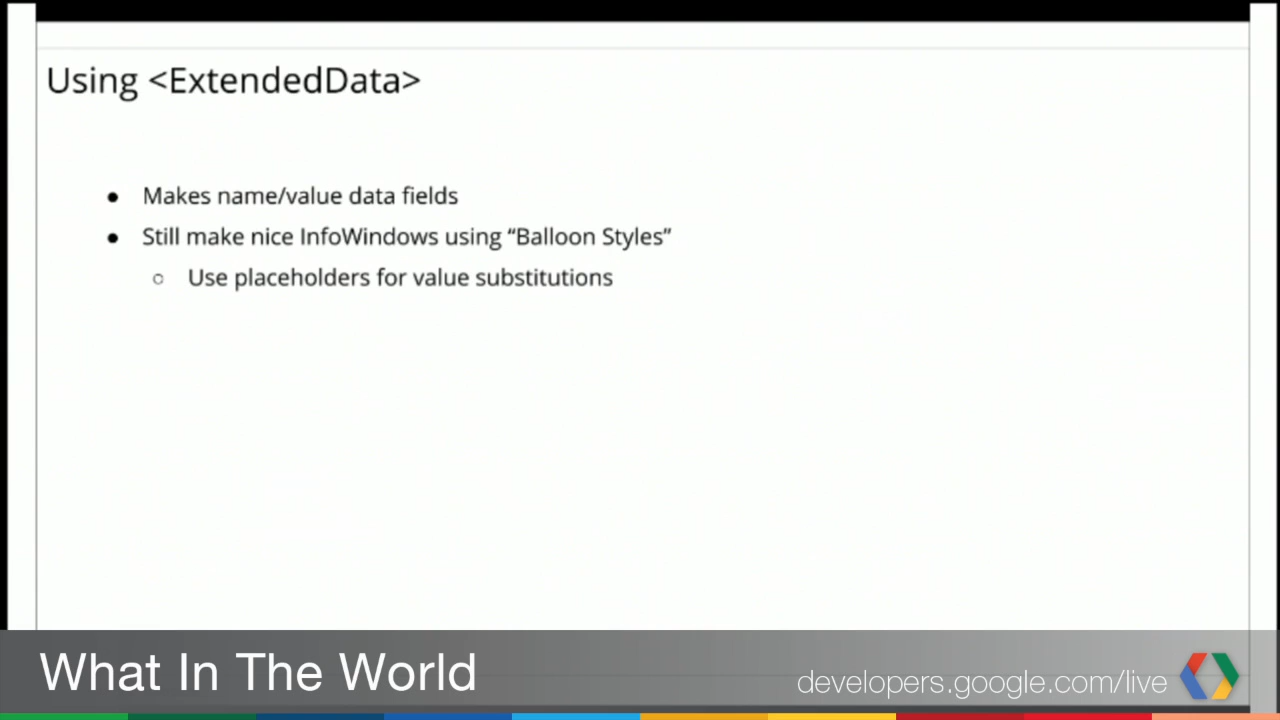 Using <ExtendedData>
● Makes name/value data fields
● Still make nice InfoWindows using “Balloon Styles”
○ Use placeholders for value substitutions
What In The World
developers.google.com/live